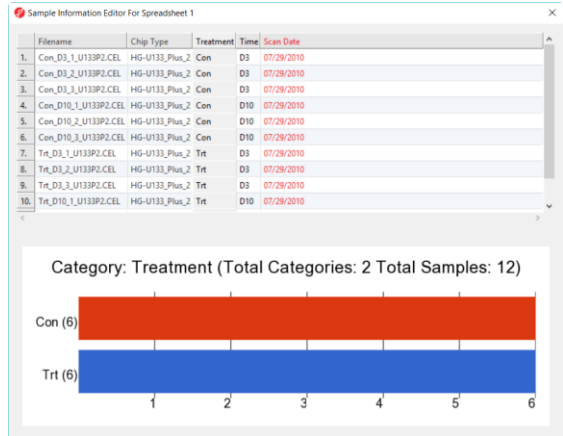 Sample Information Editor For Spreadsheet 1
Filename Chip Type Treatment Time Scan Date
1. Con_D3_1_U133P2.CEL HG-U133_Plus_2 Con D3 07/29/2010
2. Con_D3_2_U133P2.CEL HG-U133_Plus_2 Con D3 07/29/2010
3. Con_D3_3_U133P2.CEL HG-U133_Plus_2 Con D3 07/29/2010
4. Con_D10_1_U133P2.CEL HG-U133_Plus_2 Con D10 07/29/2010
5. Con_D10_2_U133P2.CEL HG-U133_Plus_2 Con D10 07/29/2010
6. Con_D10_3_U133P2.CEL HG-U133_Plus_2 Con D10 07/29/2010
7. Trt_D3_1_U133P2.CEL HG-U133_Plus_2 Trt D3 07/29/2010
8. Trt_D3_2_U133P2.CEL HG-U133_Plus_2 Trt D3 07/29/2010
9. Trt_D3_3_U133P2.CEL HG-U133_Plus_2 Trt D3 07/29/2010
10. Trt_D10_1_U133P2.CEL HG-U133_Plus_2 Trt D10 07/29/2010
Category: Treatment (Total Categories: 2 Total Samples: 12)
Con (6)
Trt (6)
1 2 3 4 5 6